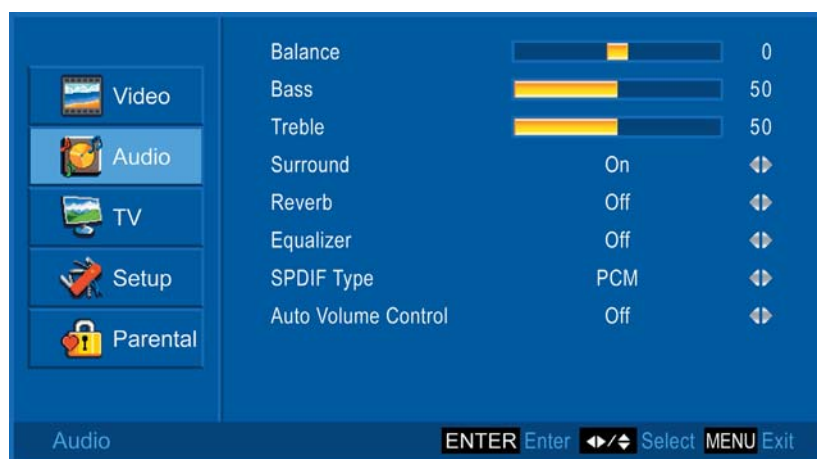 Video
Audio
TV
Setup
Parental
Balance 0
Bass 50
Treble 50
Surround On
Reverb Off
Equalizer Off
SPDIF Type PCM
Auto Volume Control Off
Audio ENTER Enter ◂▸/▴▾ Select MENU Exit